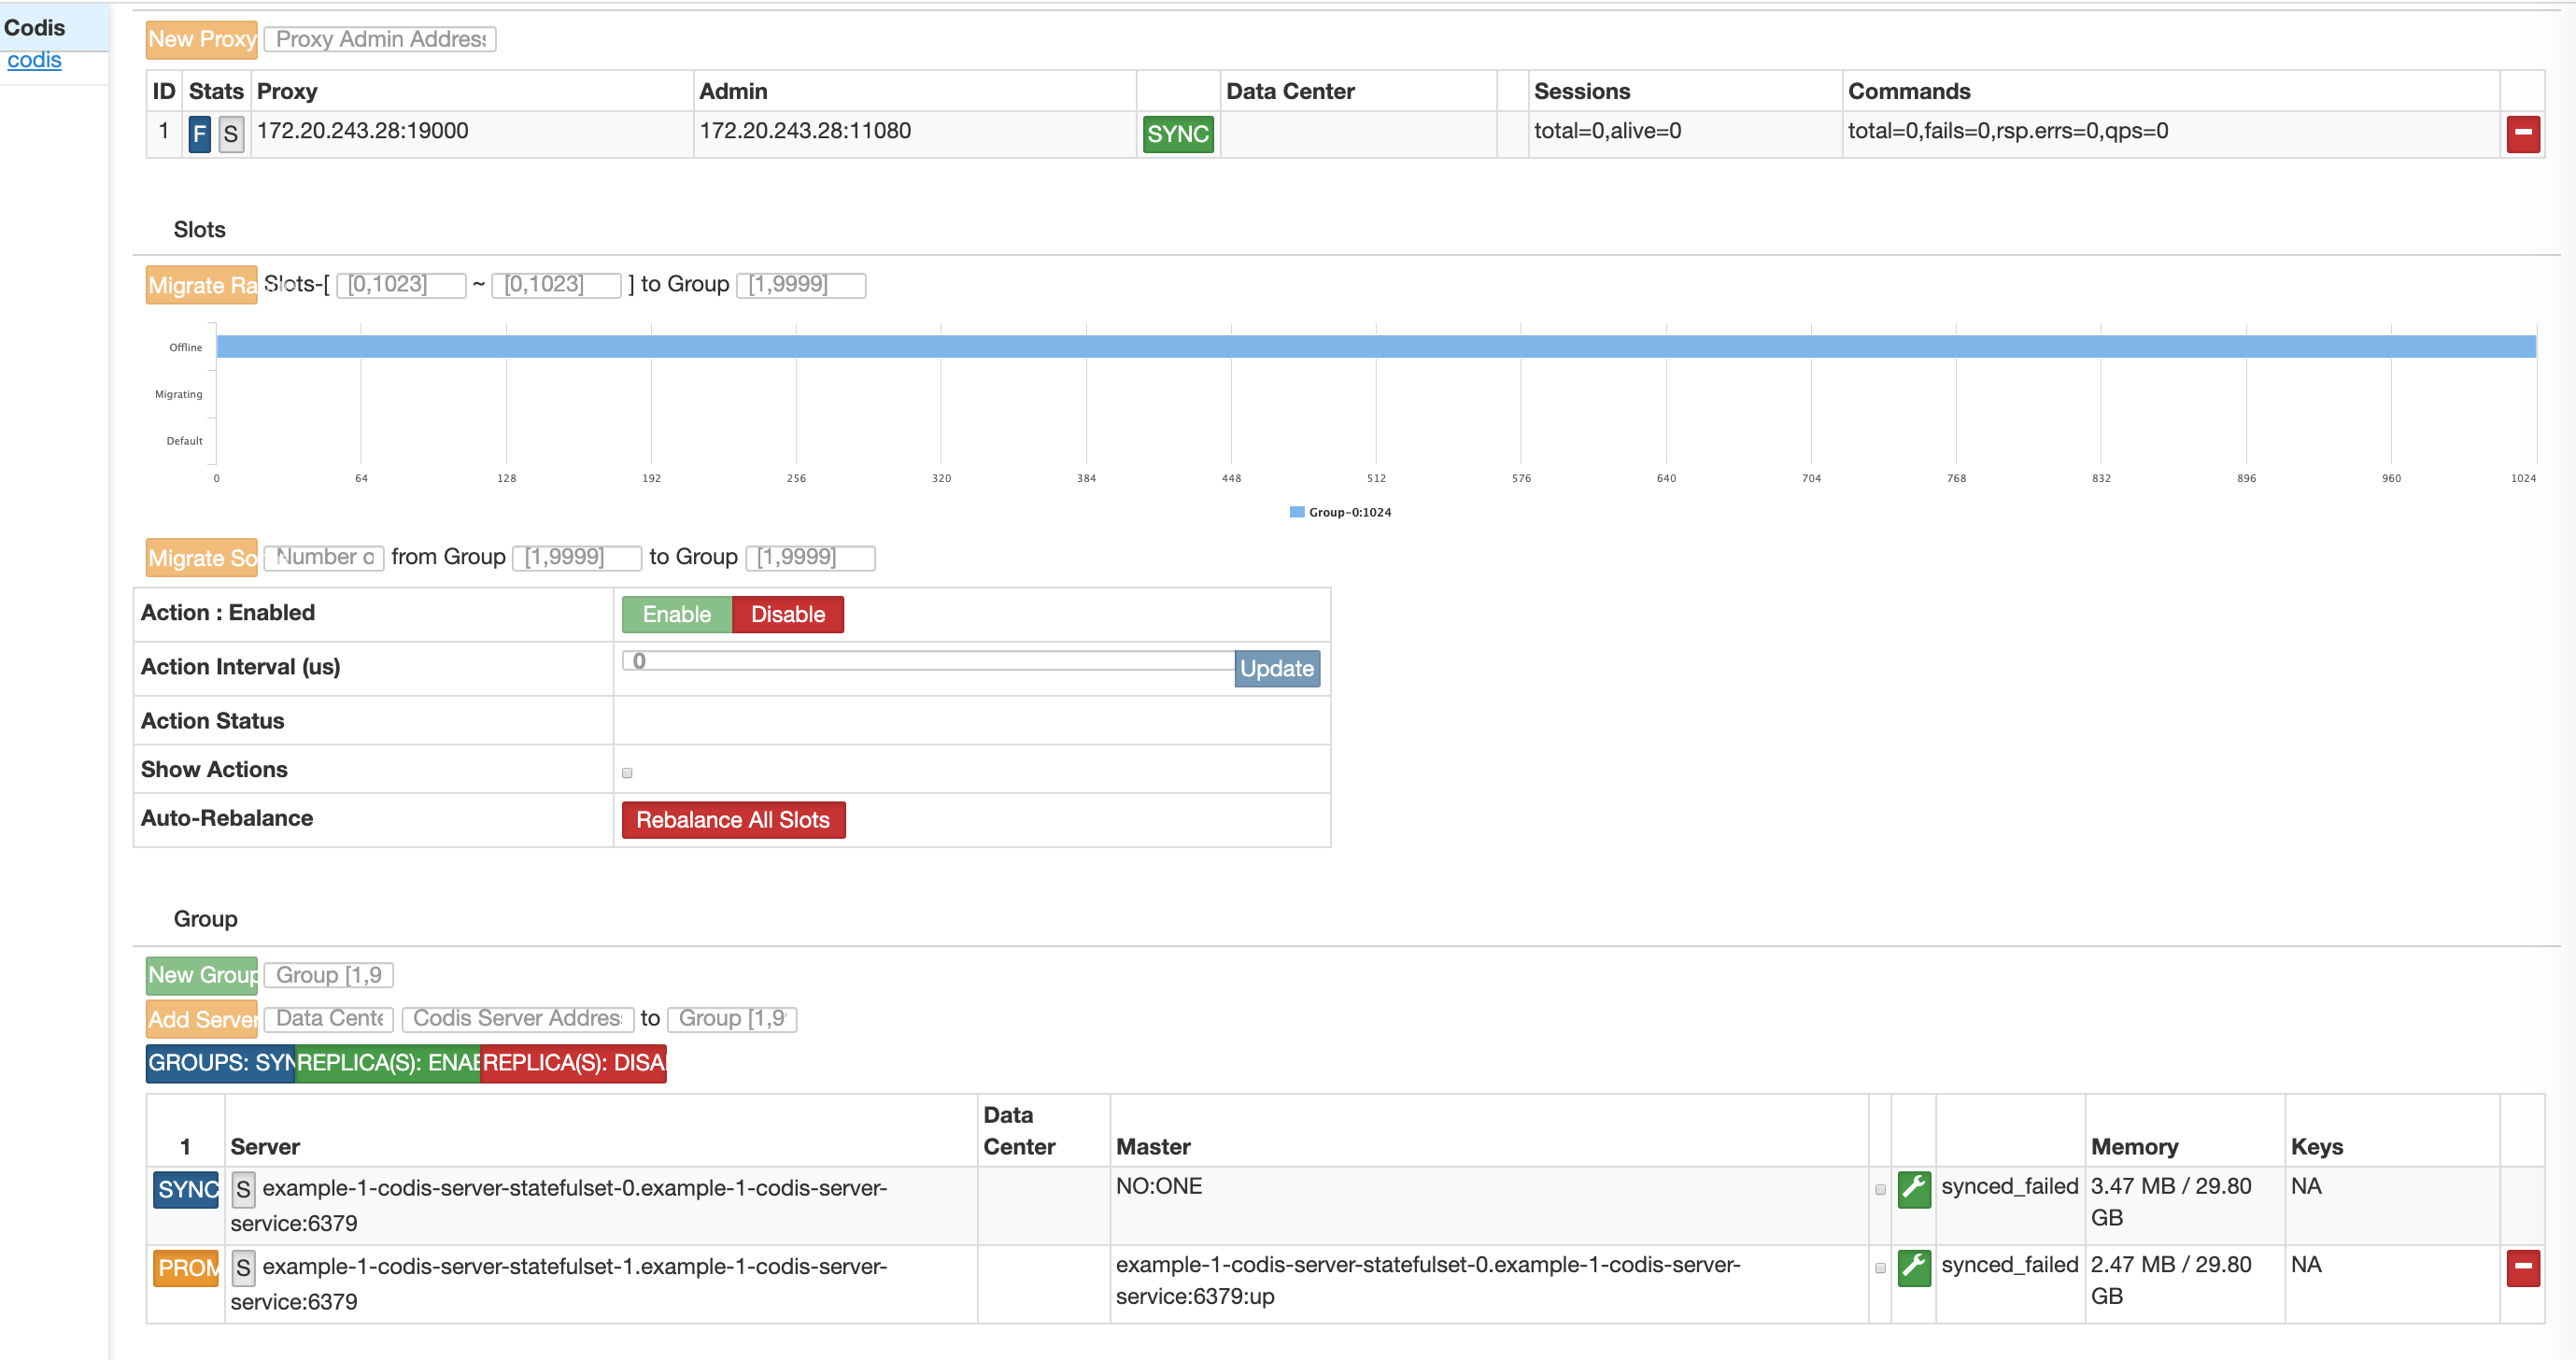 Codis
codis
New Proxy Proxy Admin Address
ID Stats Proxy Admin Data Center Sessions Commands
1 F S 172.20.243.28:19000 172.20.243.28:11080 SYNC total=0,alive=0 total=0,fails=0,rsp.errs=0,qps=0
Slots
Migrate Ra Slots-[ [0,1023] ~ [0,1023] ] to Group [1,9999]
Offline
Migrating
Default
0 64 128 192 256 320 384 448 512 576 640 704 768 832 896 960 1024
Group-0:1024
Migrate So Number o from Group [1,9999] to Group [1,9999]
Action : Enabled Enable Disable
Action Interval (us) 0 Update
Action Status
Show Actions
Auto-Rebalance Rebalance All Slots
Group
New Group Group [1,9
Add Server Data Cente Codis Server Address to Group [1,9
GROUPS: SYN REPLICA(S): ENAB REPLICA(S): DISA
Data
1 Server Center Master Memory Keys
SYNC S example-1-codis-server-statefulset-0.example-1-codis-server- NO:ONE synced_failed 3.47 MB / 29.80 NA
service:6379 GB
PROM S example-1-codis-server-statefulset-1.example-1-codis-server- example-1-codis-server-statefulset-0.example-1-codis-server- synced_failed 2.47 MB / 29.80 NA
service:6379 service:6379:up GB